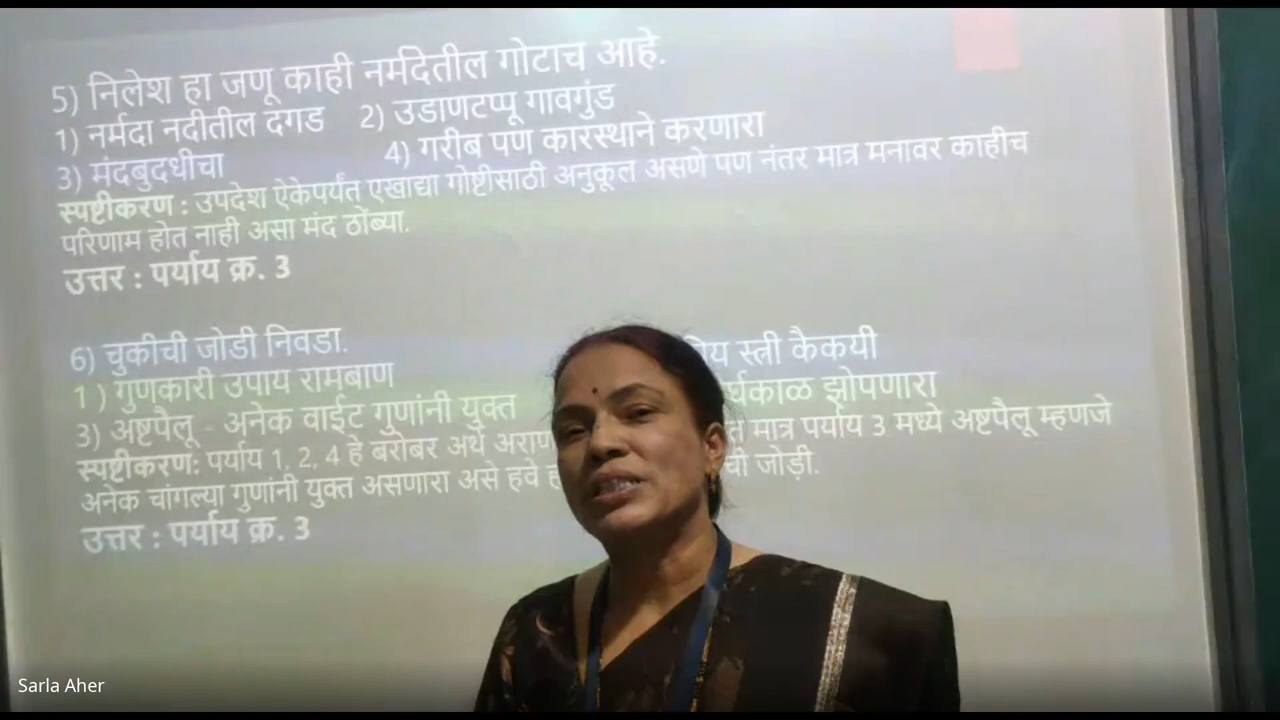 5) निलेश हा जणू काही नर्मदेतील गोटाच आहे.
1) नर्मदा नदीतील दगड 2) उडाणटप्पू गावगुंड
3) मंदबुदधीचा 4) गरीब पण कारस्थाने करणारा
स्पष्टीकरण : उपदेश ऐकेपर्यंत एखाद्या गोष्टीसाठी अनुकूल असणे पण नंतर मात्र मनावर काहीच
परिणाम होत नाही असा मंद ठोंब्या.
उत्तर : पर्याय क्र. 3
6) चुकीची जोडी निवडा.
1 ) गुणकारी उपाय रामबाण स्त्री कैकयी
3) अष्टपैलू - अनेक वाईट गुणांनी युक्त झोपणारा
स्पष्टीकरण: पर्याय 1, 2, 4 हे बरोबर अर्थ मात्र पर्याय 3 मध्ये अष्टपैलू म्हणजे
अनेक चांगल्या गुणांनी युक्त असणारा असे हवे जोडी.
उत्तर : पर्याय क्र. 3
Sarla Aher